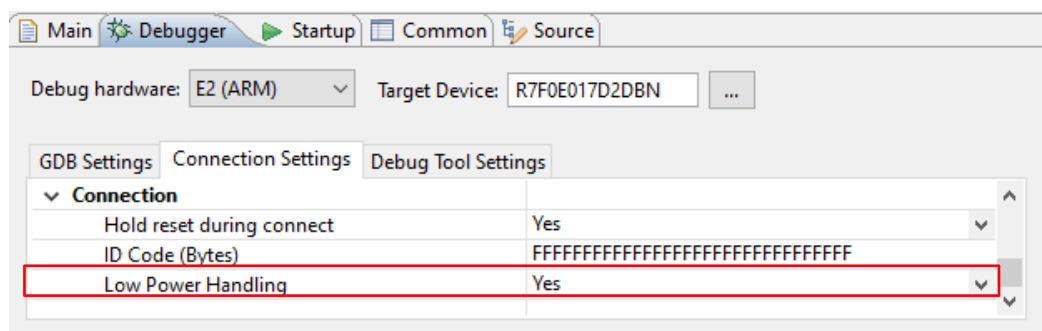 Main Debugger Startup Common Source
Debug hardware: E2 (ARM) Target Device: R7F0E017D2DBN ...
GDB Settings Connection Settings Debug Tool Settings
Connection
Hold reset during connect Yes
ID Code (Bytes) FFFFFFFFFFFFFFFFFFFFFFFFFFFFFFFF
Low Power Handling Yes